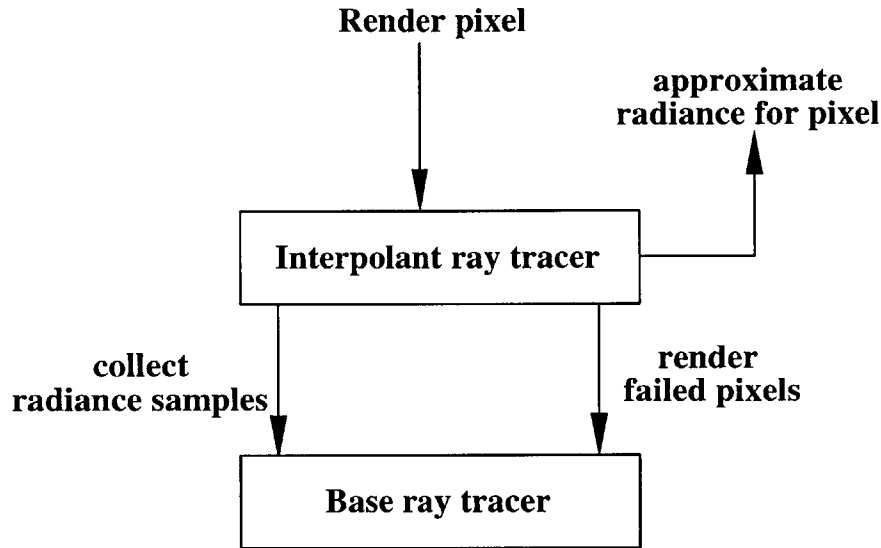 Render pixel
approximate
radiance for pixel
Interpolant ray tracer
collect
radiance samples
render
failed pixels
Base ray tracer